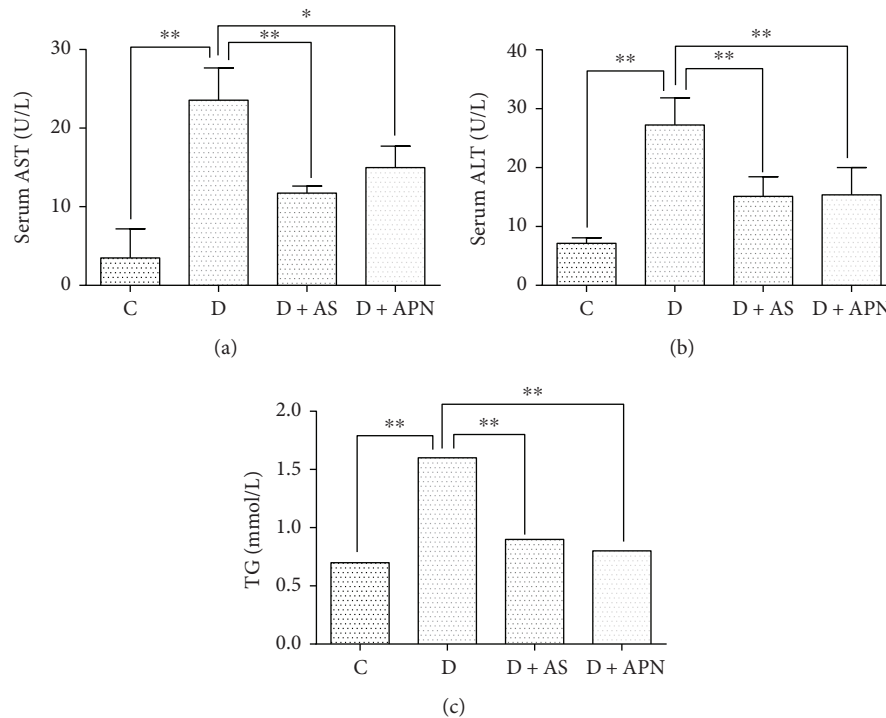 *
** **
30
20
10
0
Serum AST (U/L)
C D D + AS D + APN
(a)
**
** **
40
30
20
10
0
Serum ALT (U/L)
C D D + AS D + APN
(b)
**
** **
2.0
1.5
1.0
0.5
0.0
TG (mmol/L)
C D D + AS D + APN
(c)